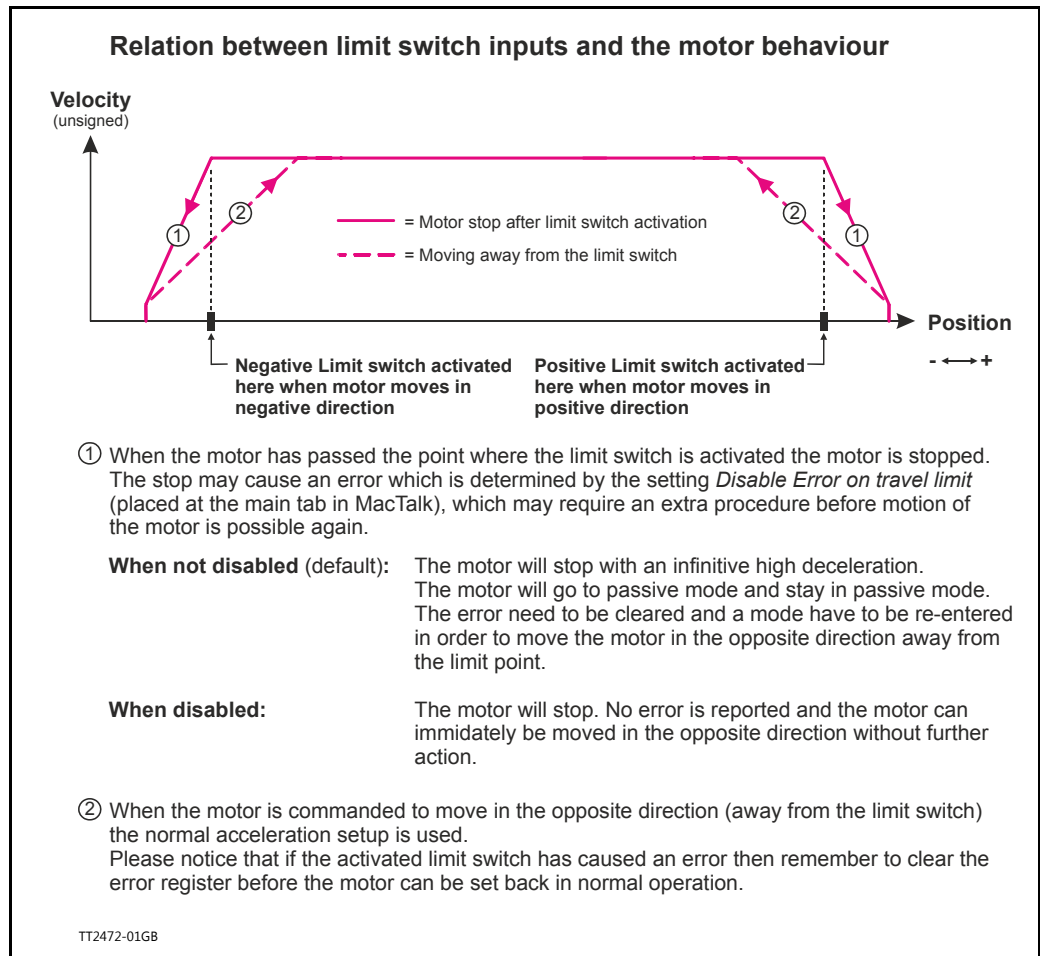 Relation between limit switch inputs and the motor behaviour
Velocity
(unsigned)
① ② ② ①
= Motor stop after limit switch activation
= Moving away from the limit switch
Position
- +
Negative Limit switch activated
here when motor moves in
negative direction
Positive Limit switch activated
here when motor moves in
positive direction
① When the motor has passed the point where the limit switch is activated the motor is stopped.
The stop may cause an error which is determined by the setting Disable Error on travel limit
(placed at the main tab in MacTalk), which may require an extra procedure before motion of
the motor is possible again.
When not disabled (default): The motor will stop with an infinitive high deceleration.
The motor will go to passive mode and stay in passive mode.
The error need to be cleared and a mode have to be re-entered
in order to move the motor in the opposite direction away from
the limit point.
When disabled: The motor will stop. No error is reported and the motor can
immidately be moved in the opposite direction without further
action.
② When the motor is commanded to move in the opposite direction (away from the limit switch)
the normal acceleration setup is used.
Please notice that if the activated limit switch has caused an error then remember to clear the
error register before the motor can be set back in normal operation.
TT2472-01GB